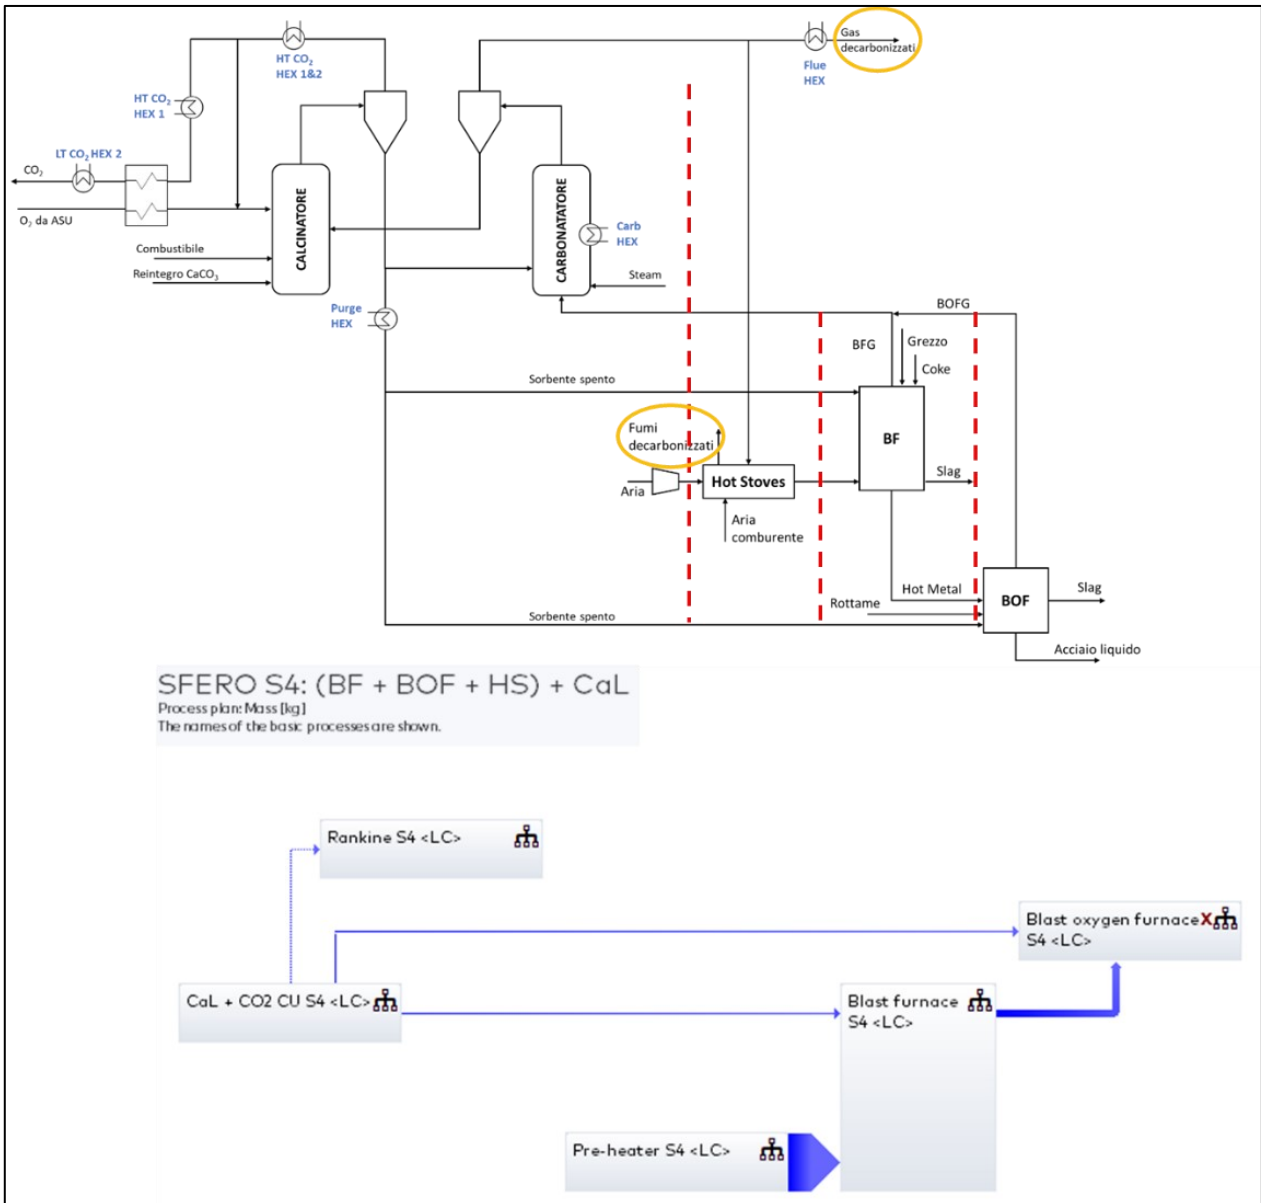 Gas
decarbonizzati
HT CO₂
HEX 1&2
Flue
HEX
HT CO₂
HEX 1
LT CO₂ HEX 2
CO₂
O₂ da ASU
CALCINATORE
CARBONATATORE
Carb
HEX
Combustibile
Reintegro CaCO₃
Steam
Purge
HEX
BOFG
BFG
Grezzo
Coke
Sorbente spento
Fumi
decarbonizzati
BF
Slag
Hot Stoves
Aria
Aria
comburente
Hot Metal
Rottame
BOF
Slag
Sorbente spento
Acciaio liquido
SFERO S4: (BF + BOF + HS) + CaL
Process plan: Mass [kg]
The names of the basic processes are shown.
Rankine S4 <LC>
Blast oxygen furnace X
S4 <LC>
CaL + CO2 CU S4 <LC>
Blast furnace
S4 <LC>
Pre-heater S4 <LC>